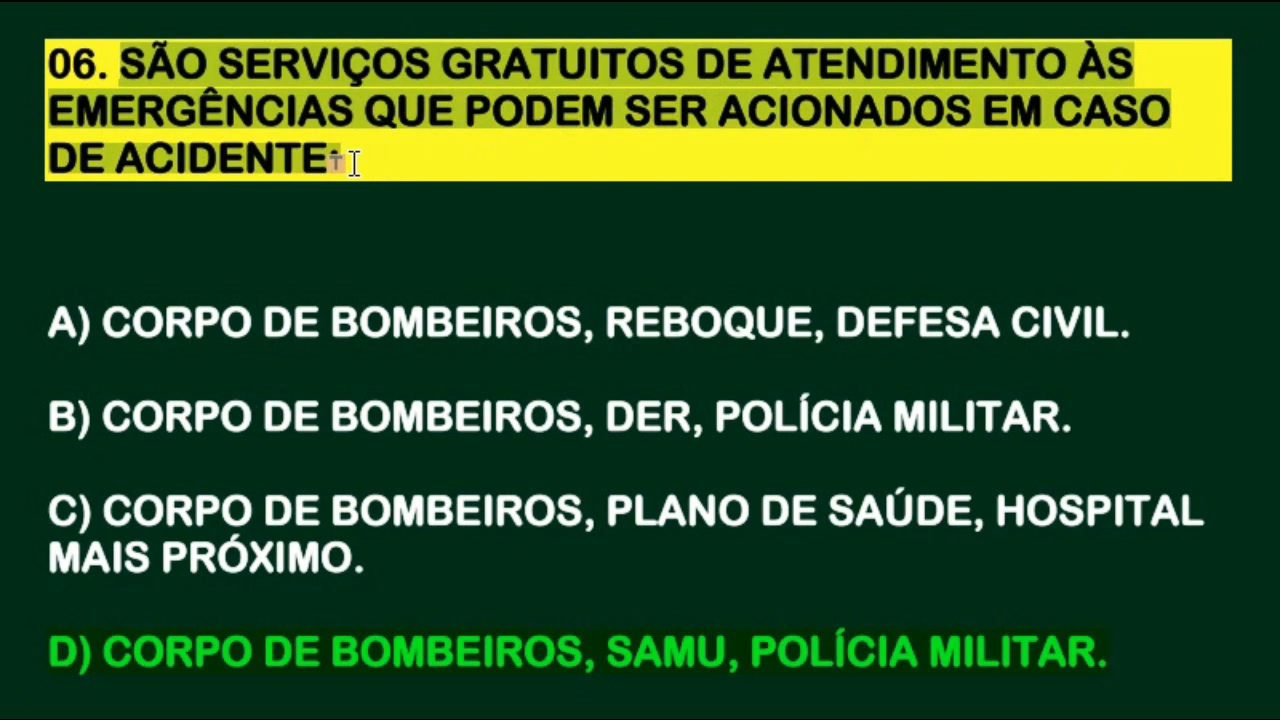 06. SÃO SERVIÇOS GRATUITOS DE ATENDIMENTO ÀS
EMERGÊNCIAS QUE PODEM SER ACIONADOS EM CASO
DE ACIDENTE:
A) CORPO DE BOMBEIROS, REBOQUE, DEFESA CIVIL.
B) CORPO DE BOMBEIROS, DER, POLÍCIA MILITAR.
C) CORPO DE BOMBEIROS, PLANO DE SAÚDE, HOSPITAL
MAIS PRÓXIMO.
D) CORPO DE BOMBEIROS, SAMU, POLÍCIA MILITAR.